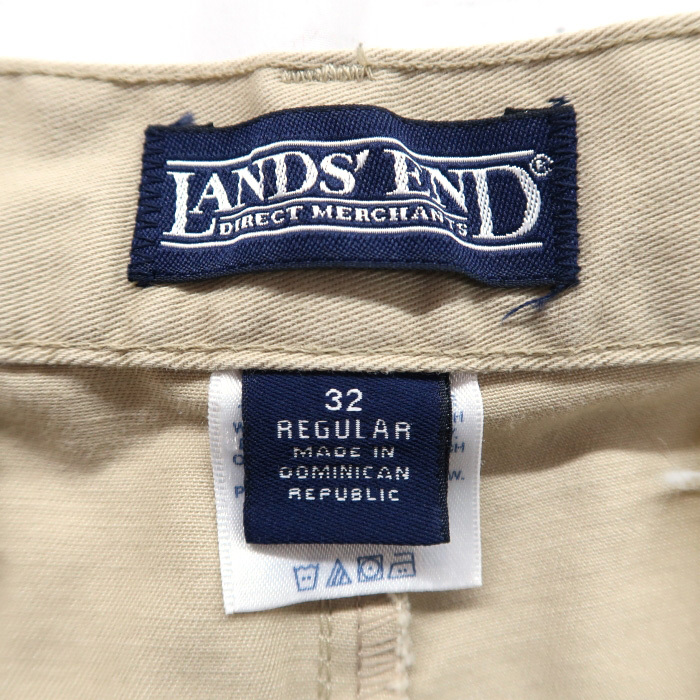 LANDS' END®
DIRECT MERCHANTS
32
REGULAR
MADE IN
DOMINICAN
REPUBLIC